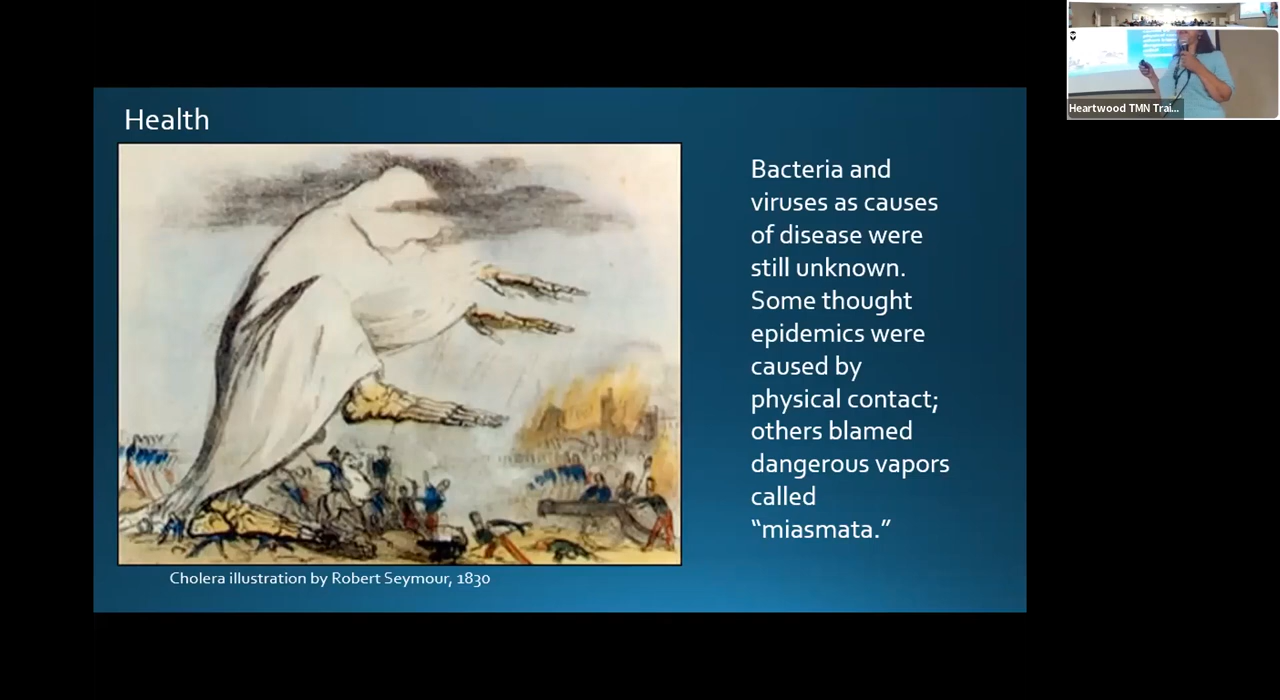 Health
Bacteria and
viruses as causes
of disease were
still unknown.
Some thought
epidemics were
caused by
physical contact;
others blamed
dangerous vapors
called
“miasmata.”
Cholera illustration by Robert Seymour, 1830
Heartwood TMN Trai...